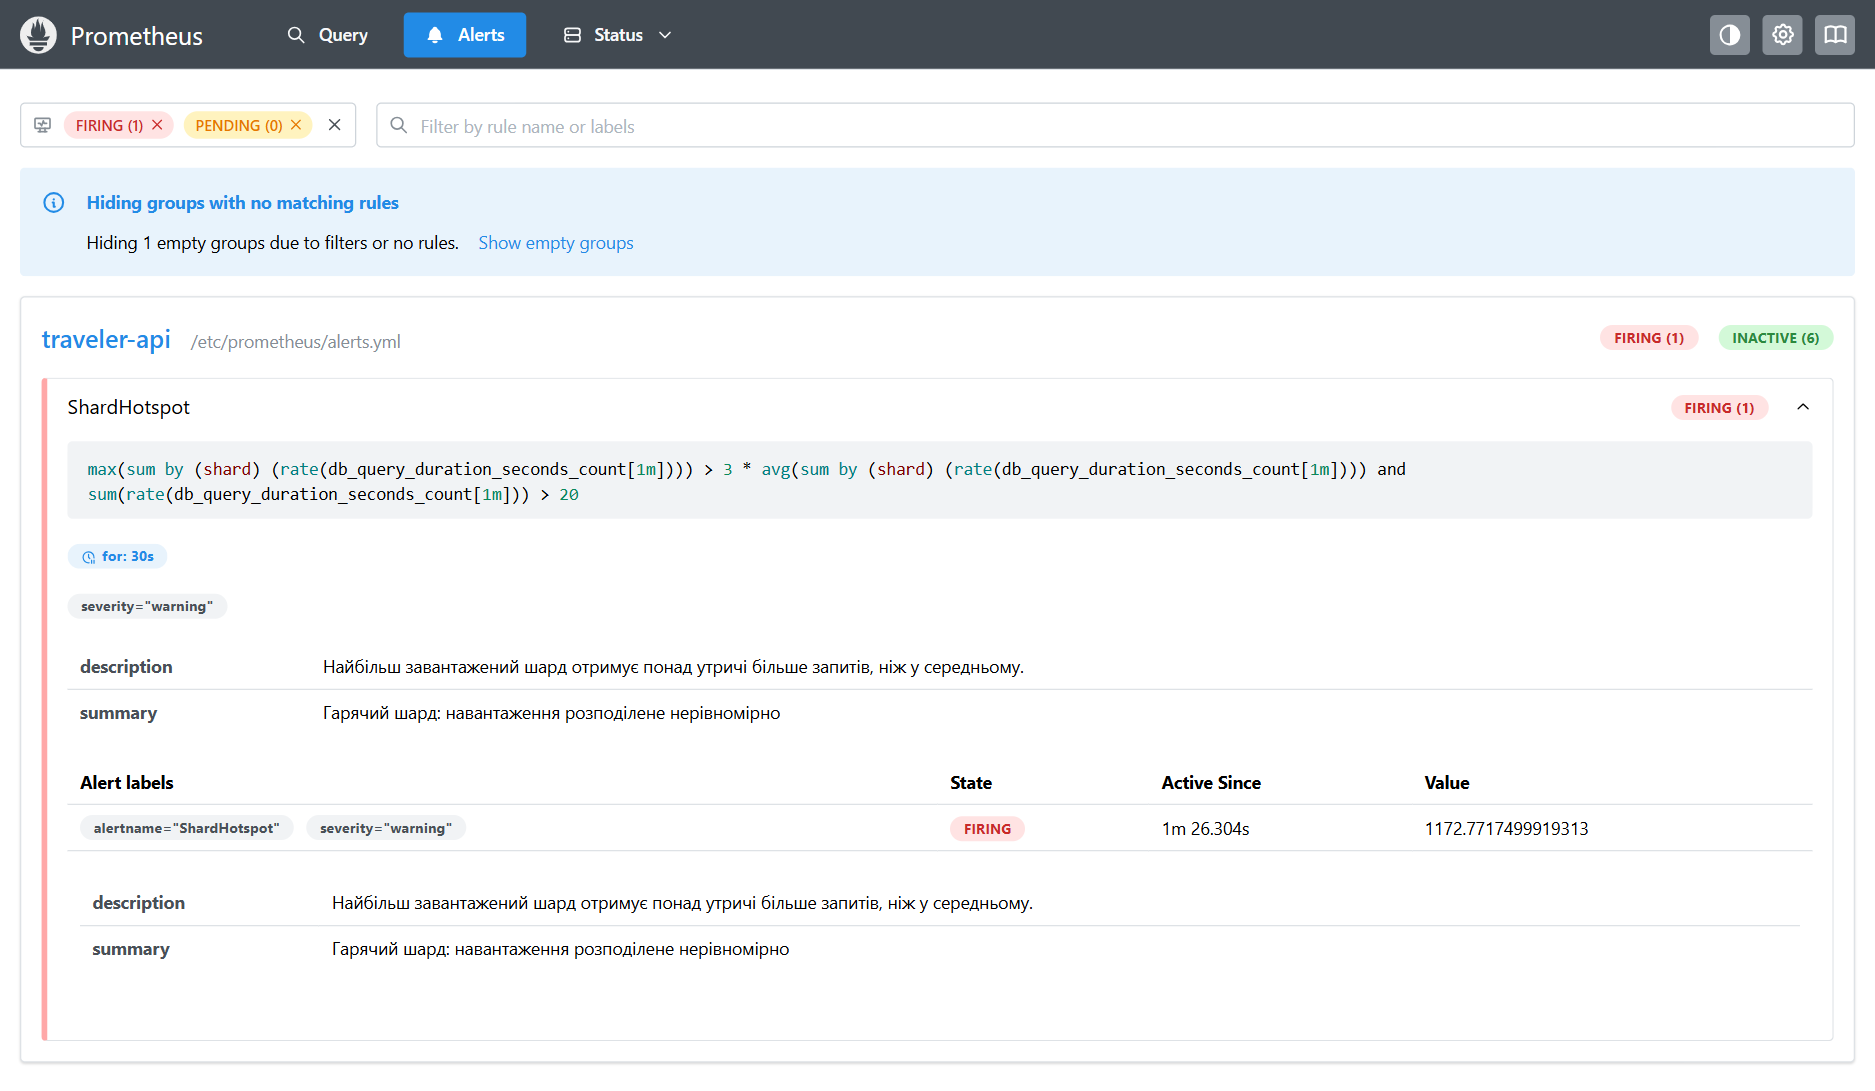 Prometheus
Query
Alerts
Status
FIRING (1)
PENDING (0)
Filter by rule name or labels
Hiding groups with no matching rules
Hiding 1 empty groups due to filters or no rules. Show empty groups
traveler-api /etc/prometheus/alerts.yml
FIRING (1) INACTIVE (6)
ShardHotspot
FIRING (1)
max(sum by (shard) (rate(db_query_duration_seconds_count[1m]))) > 3 * avg(sum by (shard) (rate(db_query_duration_seconds_count[1m]))) and
sum(rate(db_query_duration_seconds_count[1m])) > 20
for: 30s
severity="warning"
description Найбільш завантажений шард отримує понад утричі більше запитів, ніж у середньому.
summary Гарячий шард: навантаження розподілене нерівномірно
Alert labels State Active Since Value
alertname="ShardHotspot" severity="warning" FIRING 1m 26.304s 1172.7717499919313
description Найбільш завантажений шард отримує понад утричі більше запитів, ніж у середньому.
summary Гарячий шард: навантаження розподілене нерівномірно